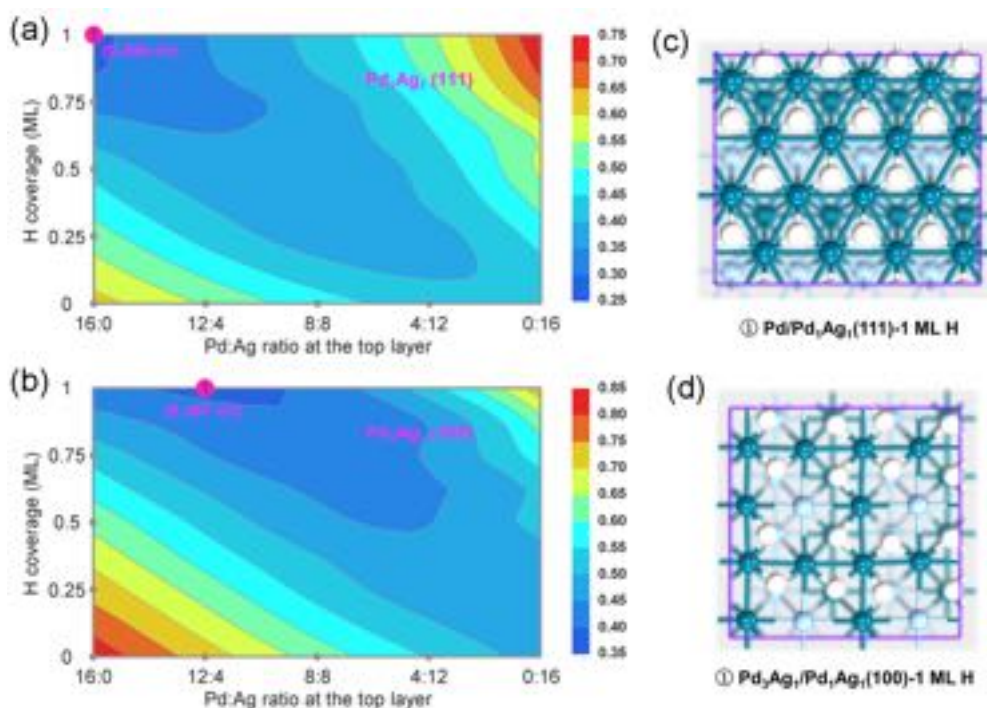 (a)
H coverage (ML)
1
0.75
0.5
0.25
0
16:0 12:4 8:8 4:12 0:16
Pd:Ag ratio at the top layer
Pd₁Ag₁ (111)
0.75
0.70
0.65
0.60
0.55
0.50
0.45
0.40
0.35
0.30
0.25
(c)
① Pd/Pd₁Ag₁(111)-1 ML H
(b)
H coverage (ML)
1
0.75
0.5
0.25
0
16:0 12:4 8:8 4:12 0:16
Pd:Ag ratio at the top layer
0.85
0.80
0.75
0.70
0.65
0.60
0.55
0.50
0.45
0.40
0.35
(d)
① Pd₃Ag₁/Pd₁Ag₁(100)-1 ML H